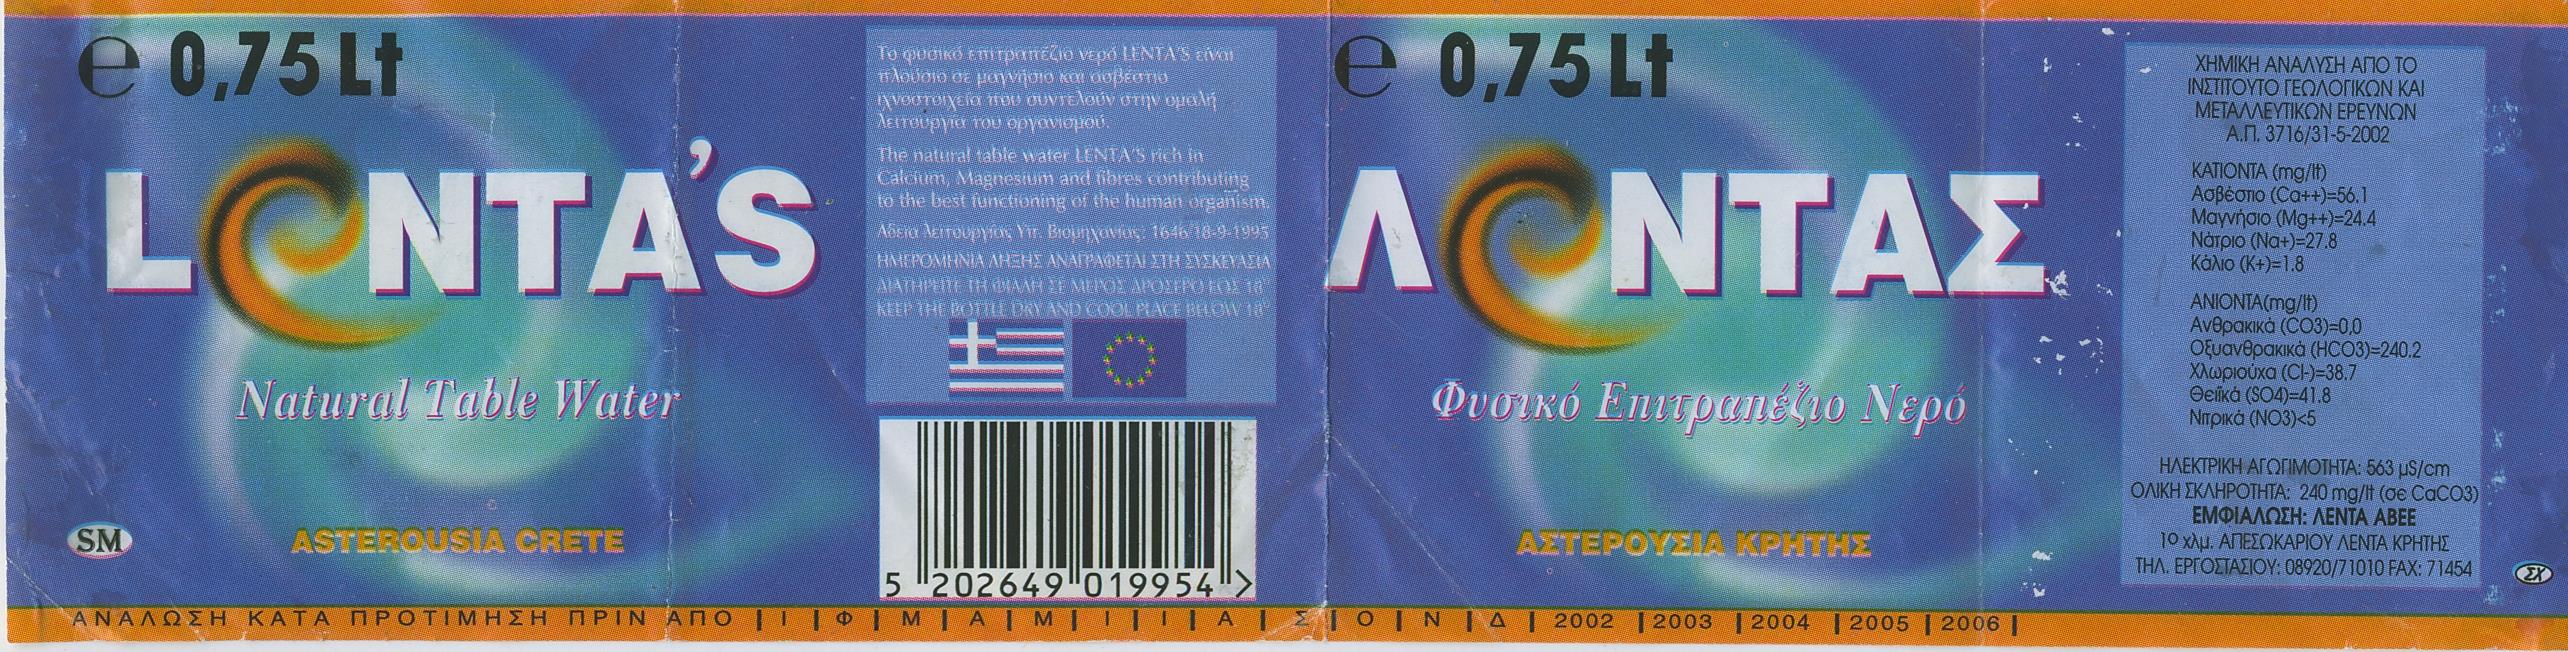 ℮ 0,75 Lt
LENTA'S
Natural Table Water
SM
ASTEROUSIA CRETE
Το φυσικό επιτραπέζιο νερό LENTA'S είναι
πλούσιο σε μαγνήσιο και ασβέστιο
ιχνοστοιχεία που συντελούν στην ομαλή
λειτουργία του οργανισμού.
The natural table water LENTA'S rich in
Calcium, Magnesium and fibres contributing
to the best functioning of the human organism.
Αδεια λειτουργίας Υπ. Βιομηχανίας: 1646/18-9-1995
ΗΜΕΡΟΜΗΝΙΑ ΛΗΞΗΣ ΑΝΑΓΡΑΦΕΤΑΙ ΣΤΗ ΣΥΣΚΕΥΑΣΙΑ
ΔΙΑΤΗΡΕΙΤΕ ΤΗ ΦΙΑΛΗ ΣΕ ΜΕΡΟΣ ΔΡΟΣΕΡΟ ΕΩΣ 18°
KEEP THE BOTTLE DRY AND COOL PLACE BELOW 18°
5 202649 019954 >
℮ 0,75 Lt
ΛΕΝΤΑΣ
Φυσικό Επιτραπέζιο Νερό
ΑΣΤΕΡΟΥΣΙΑ ΚΡΗΤΗΣ
ΧΗΜΙΚΗ ΑΝΑΛΥΣΗ ΑΠΟ ΤΟ
ΙΝΣΤΙΤΟΥΤΟ ΓΕΩΛΟΓΙΚΩΝ ΚΑΙ
ΜΕΤΑΛΛΕΥΤΙΚΩΝ ΕΡΕΥΝΩΝ
Α.Π. 3716/31-5-2002
ΚΑΤΙΟΝΤΑ (mg/lt)
Ασβέστιο (Ca++)=56.1
Μαγνήσιο (Mg++)=24.4
Νάτριο (Na+)=27.8
Κάλιο (K+)=1.8
ΑΝΙΟΝΤΑ(mg/lt)
Ανθρακικά (CO3)=0,0
Οξυανθρακικά (HCO3)=240.2
Χλωριούχα (Cl-)=38.7
Θειϊκά (SO4)=41.8
Νιτρικά (NO3)<5
ΗΛΕΚΤΡΙΚΗ ΑΓΩΓΙΜΟΤΗΤΑ: 563 μS/cm
ΟΛΙΚΗ ΣΚΛΗΡΟΤΗΤΑ: 240 mg/lt (σε CaCO3)
ΕΜΦΙΑΛΩΣΗ: ΛΕΝΤΑ ΑΒΕΕ
10 χλμ. ΑΠΕΣΩΚΑΡΙΟΥ ΛΕΝΤΑ ΚΡΗΤΗΣ
ΤΗΛ. ΕΡΓΟΣΤΑΣΙΟΥ: 08920/71010 FAX: 71454
ΣΧ
ΑΝΑΛΩΣΗ ΚΑΤΑ ΠΡΟΤΙΜΗΣΗ ΠΡΙΝ ΑΠΟ | Ι | Φ | Μ | Α | Μ | Ι | Ι | Α | Σ | Ο | Ν | Δ | 2002 | 2003 | 2004 | 2005 | 2006 |